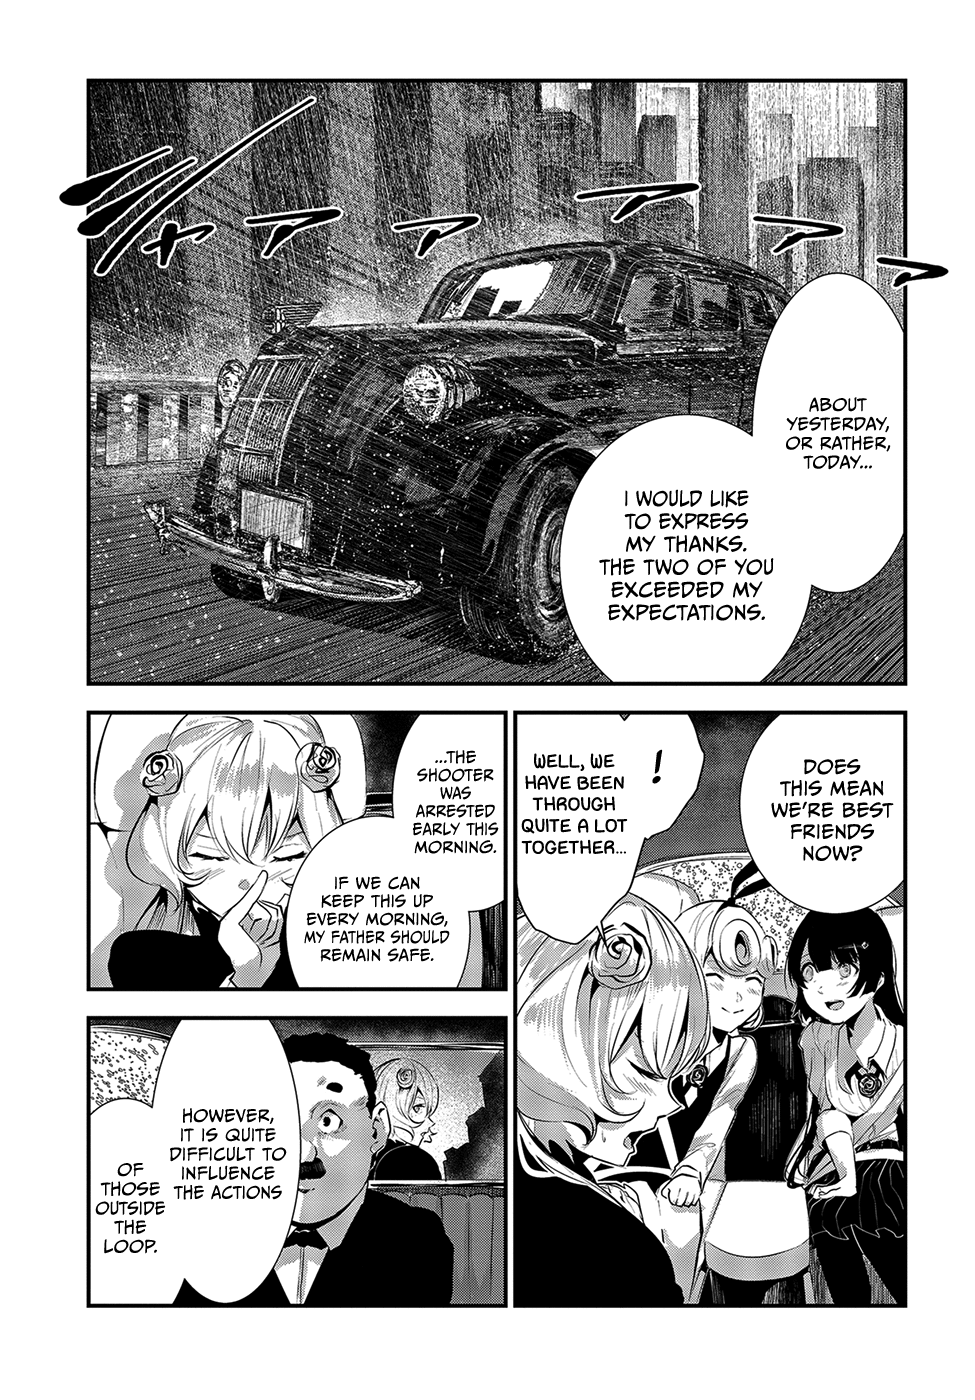 シャアアアアア
ABOUT
YESTERDAY,
OR RATHER,
TODAY...
I WOULD LIKE
TO EXPRESS
MY THANKS.
THE TWO OF YOU
EXCEEDED MY
EXPECTATIONS.
DOES
THIS MEAN
WE'RE BEST
FRIENDS
NOW?
!
WELL, WE
HAVE BEEN
THROUGH
QUITE A LOT
TOGETHER...
...THE
SHOOTER
WAS
ARRESTED
EARLY THIS
MORNING.
IF WE CAN
KEEP THIS UP
EVERY MORNING,
MY FATHER SHOULD
REMAIN SAFE.
HOWEVER,
IT IS QUITE
DIFFICULT TO
INFLUENCE
THE ACTIONS
OF
THOSE
OUTSIDE
THE
LOOP.